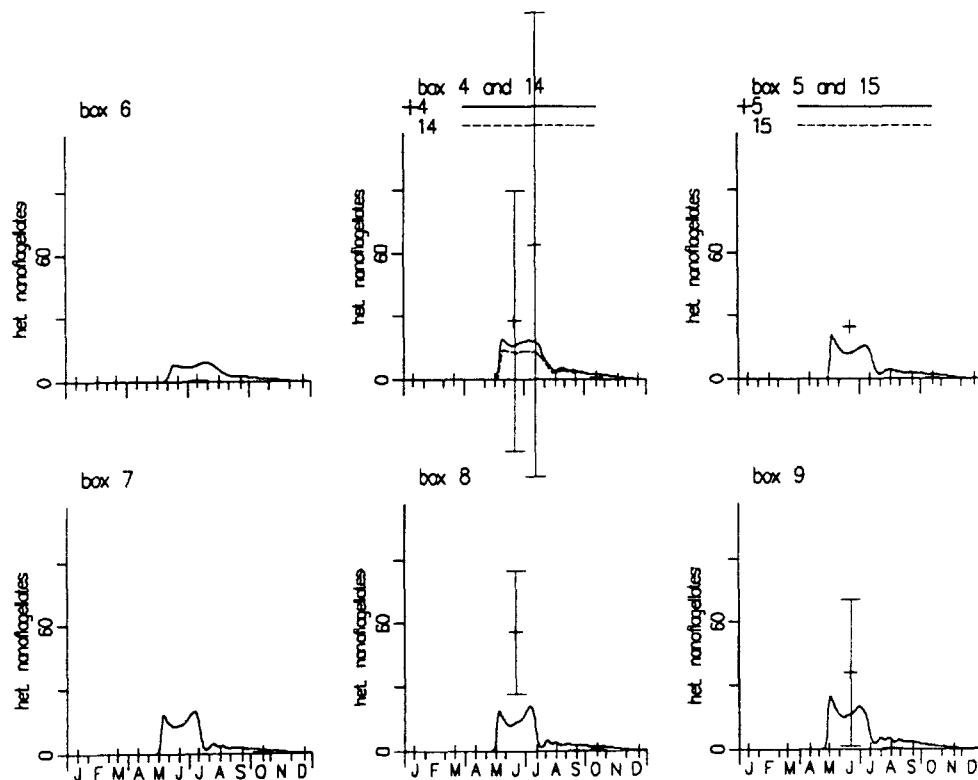 box 6
box 4 and 14
+4
14
box 5 and 15
+5
15
het. nanoflagellates
60
0
het. nanoflagellates
60
0
het. nanoflagellates
60
0
box 7
box 8
box 9
het. nanoflagellates
60
0
het. nanoflagellates
60
0
het. nanoflagellates
60
0
J F M A M J J A S O N D
J F M A M J J A S O N D
J F M A M J J A S O N D